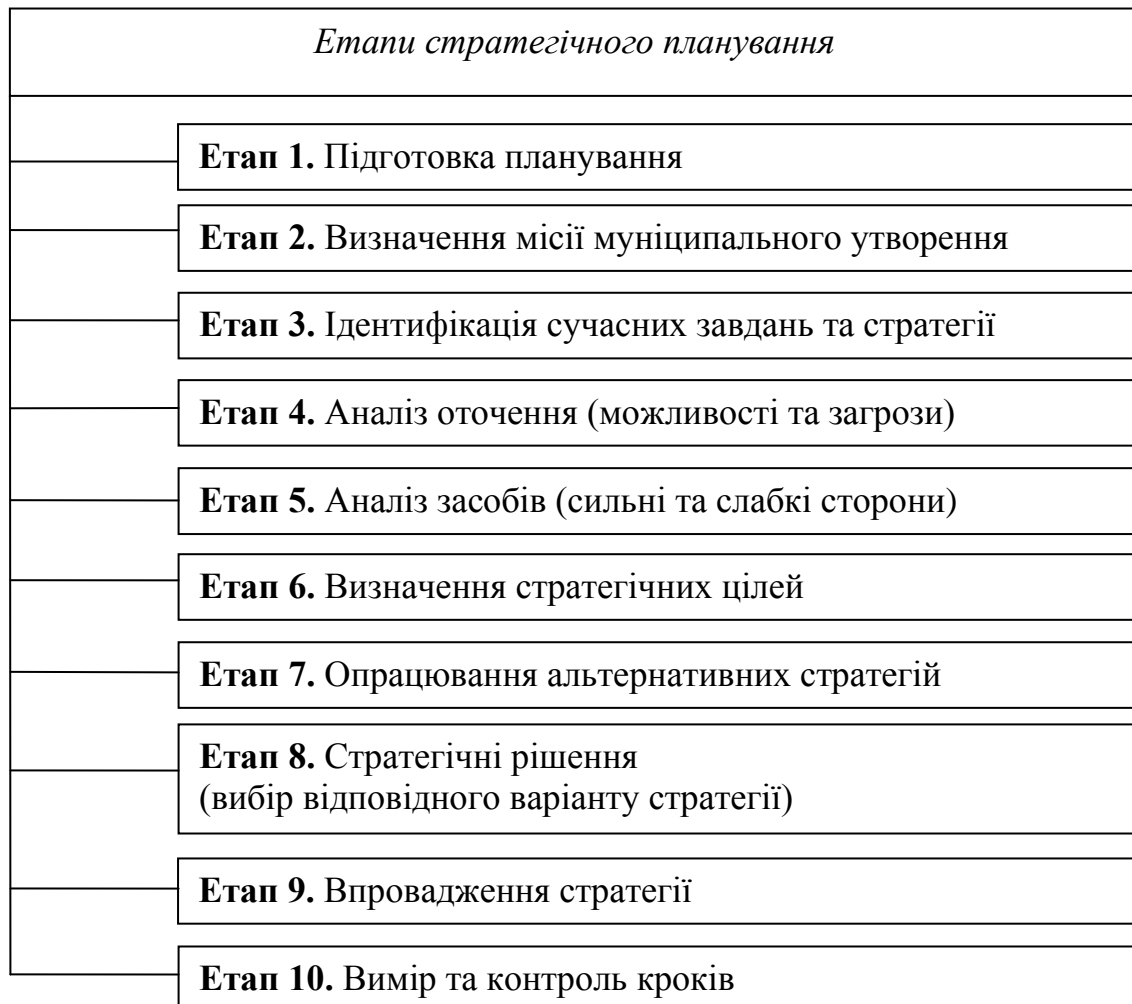 Етапи стратегічного планування
Етап 1. Підготовка планування
Етап 2. Визначення місії муніципального утворення
Етап 3. Ідентифікація сучасних завдань та стратегії
Етап 4. Аналіз оточення (можливості та загрози)
Етап 5. Аналіз засобів (сильні та слабкі сторони)
Етап 6. Визначення стратегічних цілей
Етап 7. Опрацювання альтернативних стратегій
Етап 8. Стратегічні рішення
(вибір відповідного варіанту стратегії)
Етап 9. Впровадження стратегії
Етап 10. Вимір та контроль кроків